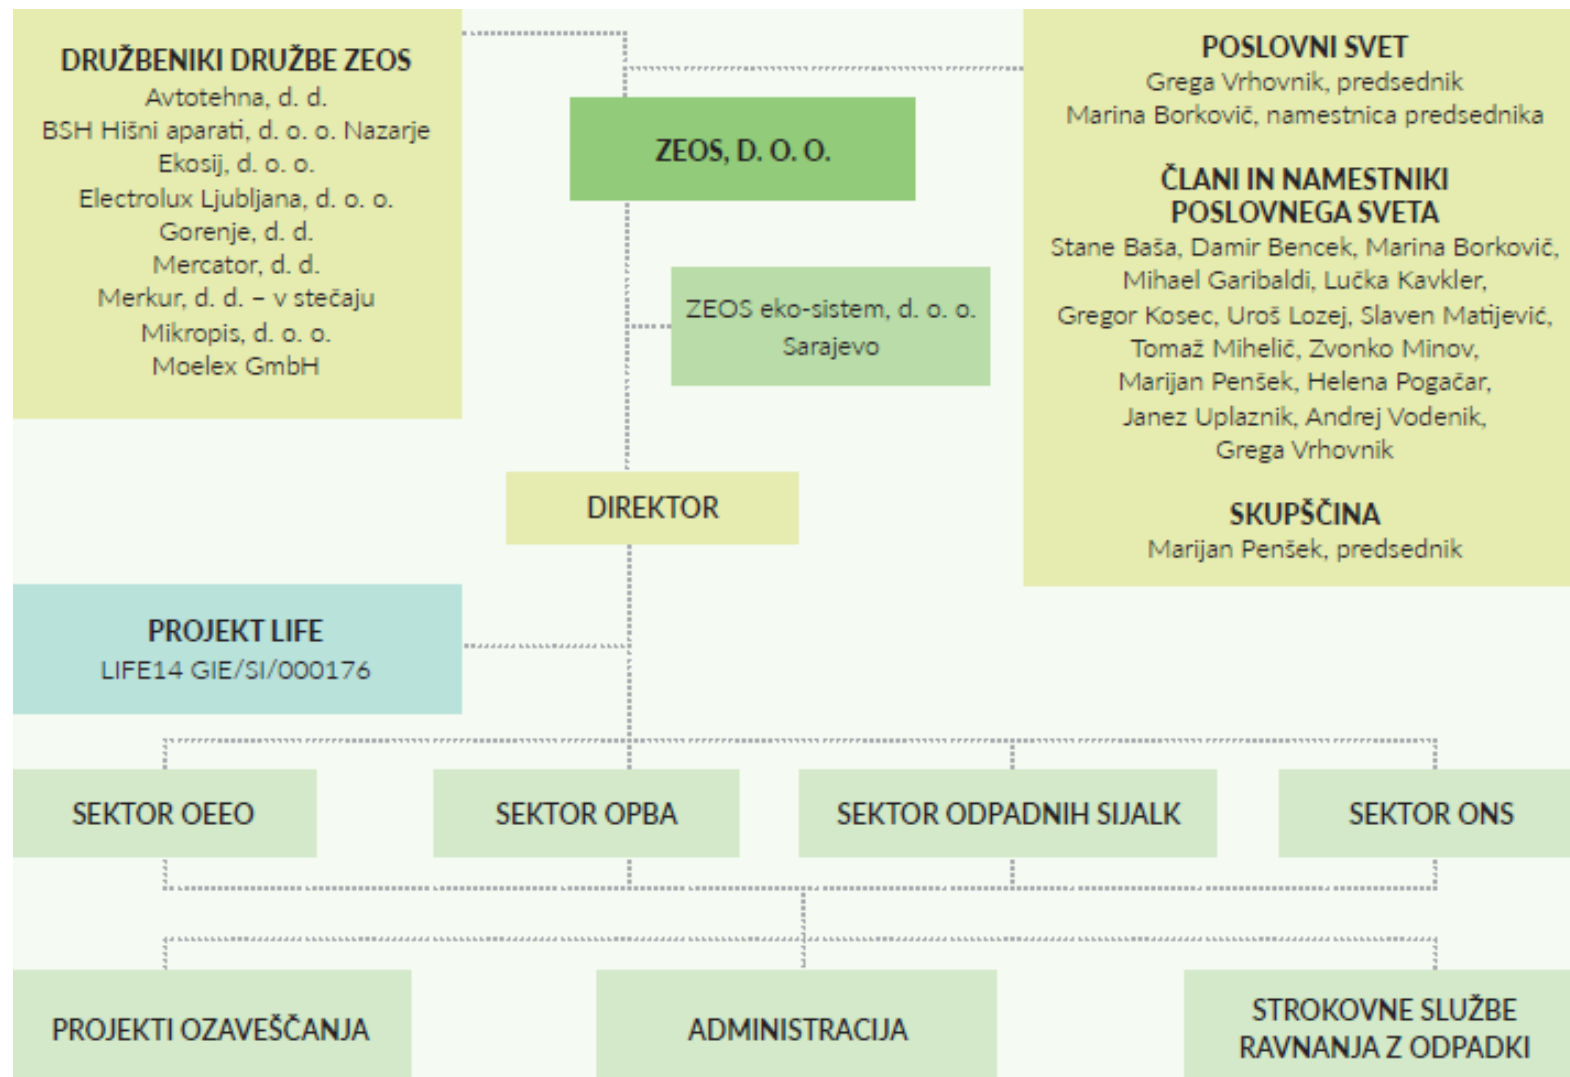 DRUŽBENIKI DRUŽBE ZEOS
Avtotehna, d. d.
BSH Hišni aparati, d. o. o. Nazarje
Ekosij, d. o. o.
Electrolux Ljubljana, d. o. o.
Gorenje, d. d.
Mercator, d. d.
Merkur, d. d. – v stečaju
Mikropis, d. o. o.
Moelex GmbH
ZEOS, D. O. O.
ZEOS eko-sistem, d. o. o.
Sarajevo
POSLOVNI SVET
Grega Vrhovnik, predsednik
Marina Borkovič, namestnica predsednika
ČLANI IN NAMESTNIKI
POSLOVNEGA SVETA
Stane Baša, Damir Bencek, Marina Borkovič,
Mihael Garibaldi, Lučka Kavkler,
Gregor Kosec, Uroš Lozej, Slaven Matijević,
Tomaž Mihelič, Zvonko Minov,
Marijan Penšek, Helena Pogačar,
Janez Uplaznik, Andrej Vodenik,
Grega Vrhovnik
SKUPŠČINA
Marijan Penšek, predsednik
DIREKTOR
PROJEKT LIFE
LIFE14 GIE/SI/000176
SEKTOR OEEO
SEKTOR OPBA
SEKTOR ODPADNIH SIJALK
SEKTOR ONS
PROJEKTI OZAVEŠČANJA
ADMINISTRACIJA
STROKOVNE SLUŽBE
RAVNANJA Z ODPADKI